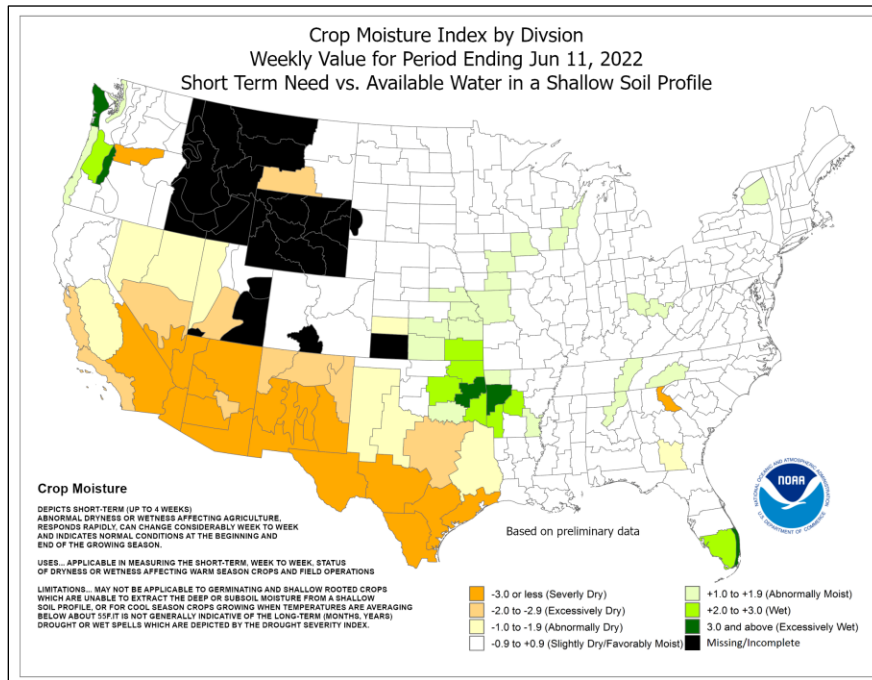 Crop Moisture Index by Divsion
Weekly Value for Period Ending Jun 11, 2022
Short Term Need vs. Available Water in a Shallow Soil Profile
Crop Moisture
DEPICTS SHORT-TERM (UP TO 4 WEEKS)
ABNORMAL DRYNESS OR WETNESS AFFECTING AGRICULTURE,
RESPONDS RAPIDLY, CAN CHANGE CONSIDERABLY WEEK TO WEEK
AND INDICATES NORMAL CONDITIONS AT THE BEGINNING AND
END OF THE GROWING SEASON.
USES... APPLICABLE IN MEASURING THE SHORT-TERM, WEEK TO WEEK, STATUS
OF DRYNESS OR WETNESS AFFECTING WARM SEASON CROPS AND FIELD OPERATIONS
LIMITATIONS... MAY NOT BE APPLICABLE TO GERMINATING AND SHALLOW ROOTED CROPS
WHICH ARE UNABLE TO EXTRACT THE DEEP OR SUBSOIL MOISTURE FROM A SHALLOW
SOIL PROFILE, OR FOR COOL SEASON CROPS GROWING WHEN TEMPERATURES ARE AVERAGING
BELOW ABOUT 55F.IT IS NOT GENERALLY INDICATIVE OF THE LONG-TERM (MONTHS, YEARS)
DROUGHT OR WET SPELLS WHICH ARE DEPICTED BY THE DROUGHT SEVERITY INDEX.
Based on preliminary data
NATIONAL OCEANIC AND ATMOSPHERIC ADMINISTRATION
NOAA
U.S. DEPARTMENT OF COMMERCE
-3.0 or less (Severly Dry)
-2.0 to -2.9 (Excessively Dry)
-1.0 to -1.9 (Abnormally Dry)
-0.9 to +0.9 (Slightly Dry/Favorably Moist)
+1.0 to +1.9 (Abnormally Moist)
+2.0 to +3.0 (Wet)
3.0 and above (Excessively Wet)
Missing/Incomplete